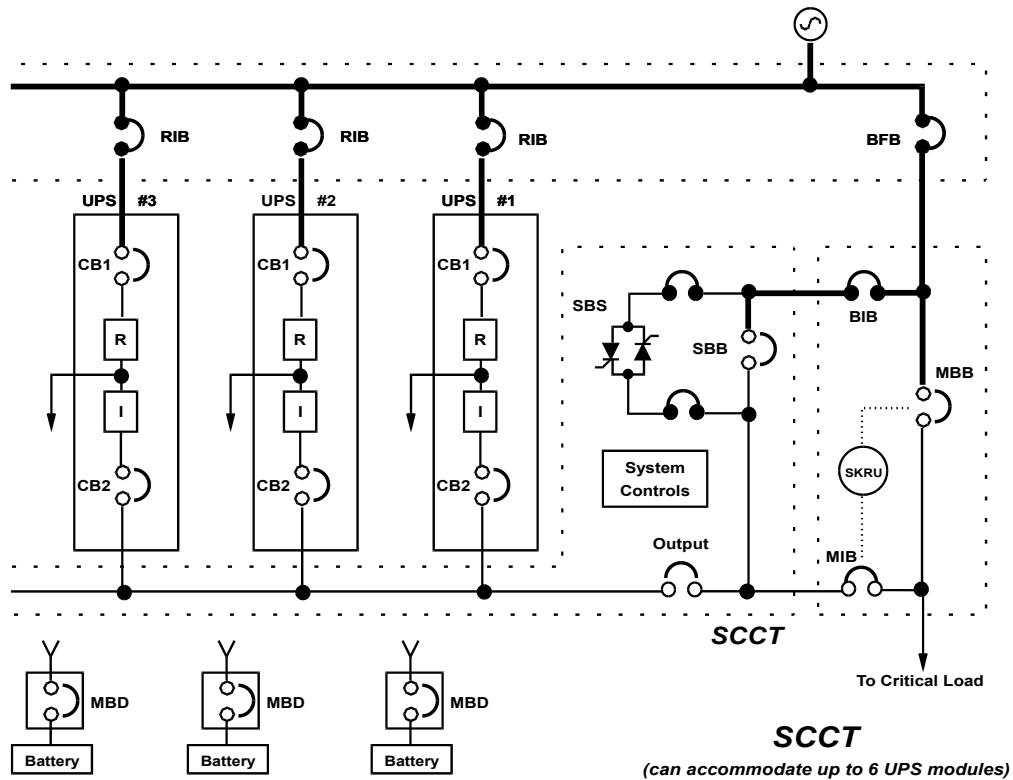 RIB
RIB
RIB
BFB
UPS #3
UPS #2
UPS #1
CB1
CB1
CB1
R
R
R
I
I
I
CB2
CB2
CB2
SBS
SBB
BIB
MBB
System
Controls
SKRU
Output
MIB
SCCT
To Critical Load
MBD
MBD
MBD
Battery
Battery
Battery
SCCT
(can accommodate up to 6 UPS modules)